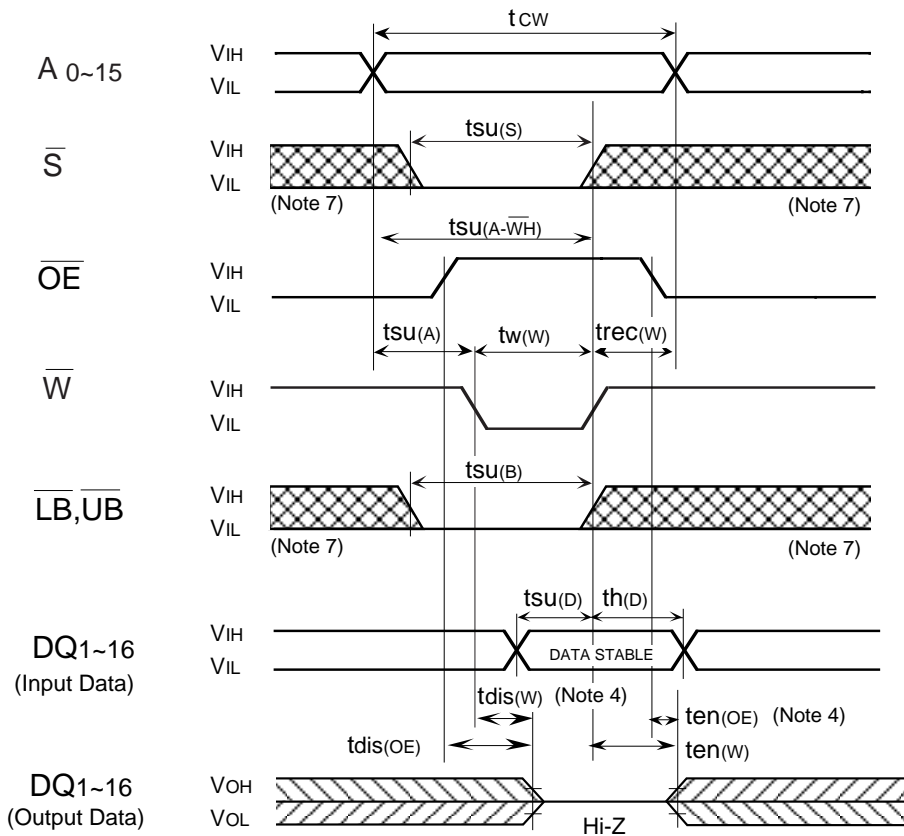 tCW
A 0~15
VIH
VIL
tsu(S)
S
VIH
VIL
(Note 7)
(Note 7)
tsu(A-WH)
OE
VIH
VIL
tsu(A)
tw(W)
trec(W)
W
VIH
VIL
tsu(B)
LB,UB
VIH
VIL
(Note 7)
(Note 7)
tsu(D)
th(D)
DQ1~16
(Input Data)
VIH
VIL
DATA STABLE
tdis(W)
(Note 4)
ten(OE) (Note 4)
tdis(OE)
ten(W)
DQ1~16
(Output Data)
VOH
VOL
Hi-Z